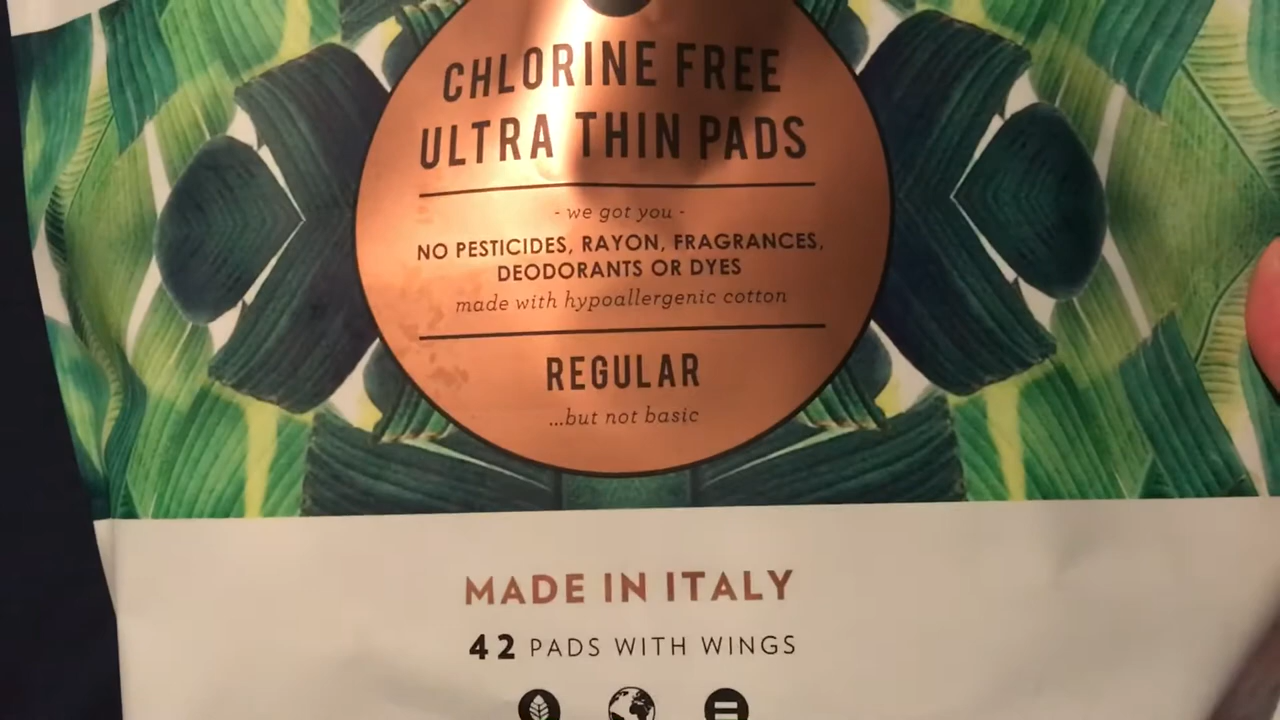 CHLORINE FREE
ULTRA THIN PADS
- we got you -
NO PESTICIDES, RAYON, FRAGRANCES,
DEODORANTS OR DYES
made with hypoallergenic cotton
REGULAR
...but not basic
MADE IN ITALY
42 PADS WITH WINGS